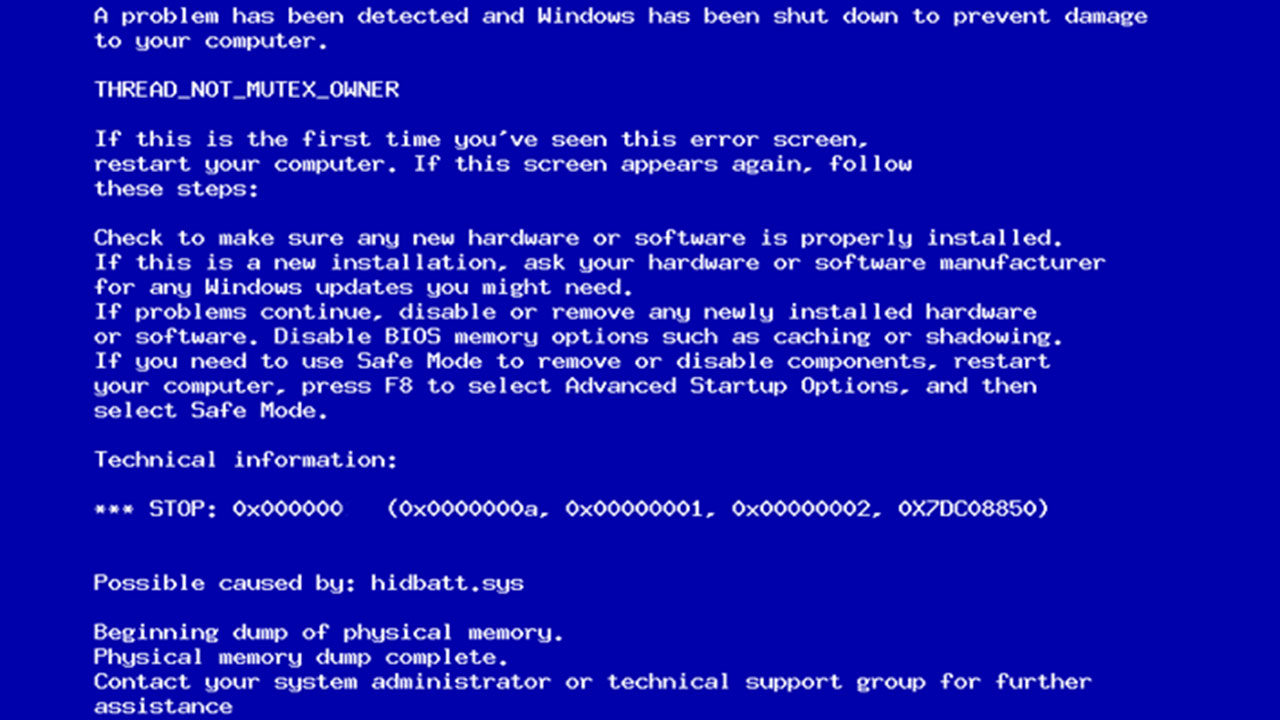 A problem has been detected and Windows has been shut down to prevent damage
to your computer.
THREAD_NOT_MUTEX_OWNER
If this is the first time you've seen this error screen,
restart your computer. If this screen appears again, follow
these steps:
Check to make sure any new hardware or software is properly installed.
If this is a new installation, ask your hardware or software manufacturer
for any Windows updates you might need.
If problems continue, disable or remove any newly installed hardware
or software. Disable BIOS memory options such as caching or shadowing.
If you need to use Safe Mode to remove or disable components, restart
your computer, press F8 to select Advanced Startup Options, and then
select Safe Mode.
Technical information:
*** STOP: 0x000000 (0x0000000a, 0x00000001, 0x00000002, 0X7DC08850)
Possible caused by: hidbatt.sys
Beginning dump of physical memory.
Physical memory dump complete.
Contact your system administrator or technical support group for further
assistance